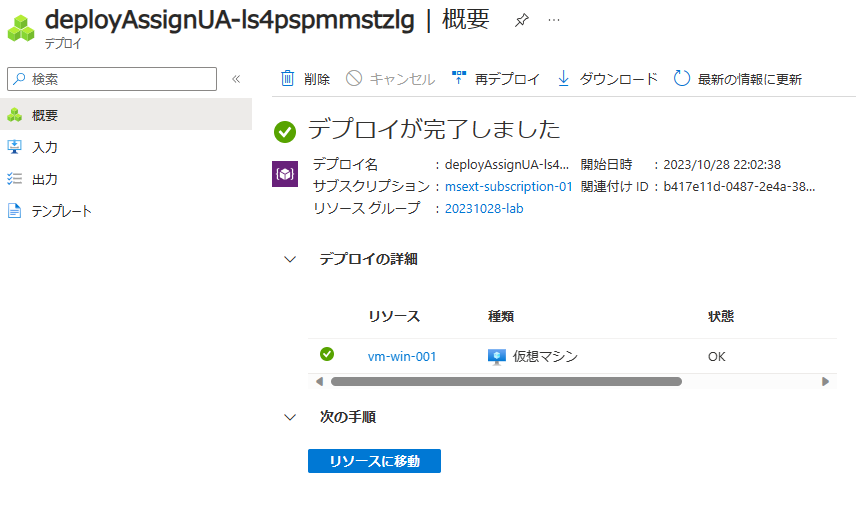 deployAssignUA-ls4pspmmstzlg | 概要
デプロイ
検索
概要
入力
出力
テンプレート
削除 キャンセル 再デプロイ ダウンロード 最新の情報に更新
デプロイが完了しました
デプロイ名 : deployAssignUA-ls4... 開始日時 : 2023/10/28 22:02:38
サブスクリプション : msext-subscription-01 関連付け ID : b417e11d-0487-2e4a-38...
リソース グループ : 20231028-lab
デプロイの詳細
リソース 種類 状態
vm-win-001 仮想マシン OK
次の手順
リソースに移動